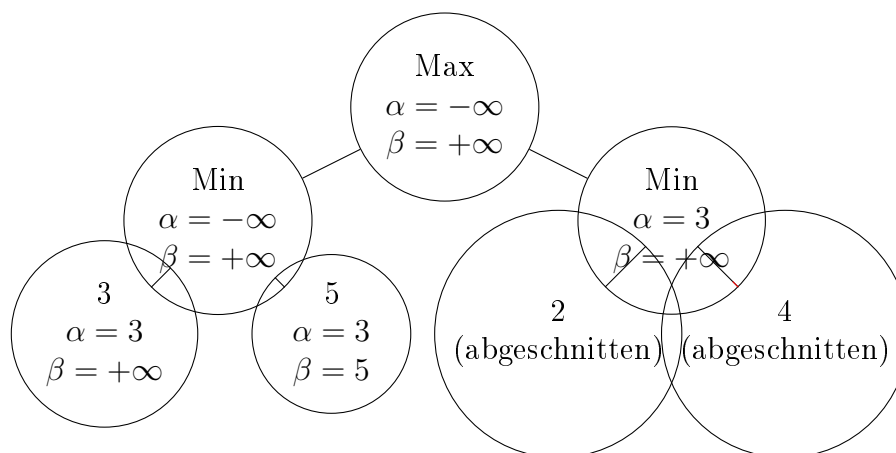 Max
α = −∞
β = +∞
Min
α = −∞
β = +∞
Min
α = 3
β = +∞
3
α = 3
β = +∞
5
α = 3
β = 5
2
(abgeschnitten)
4
(abgeschnitten)